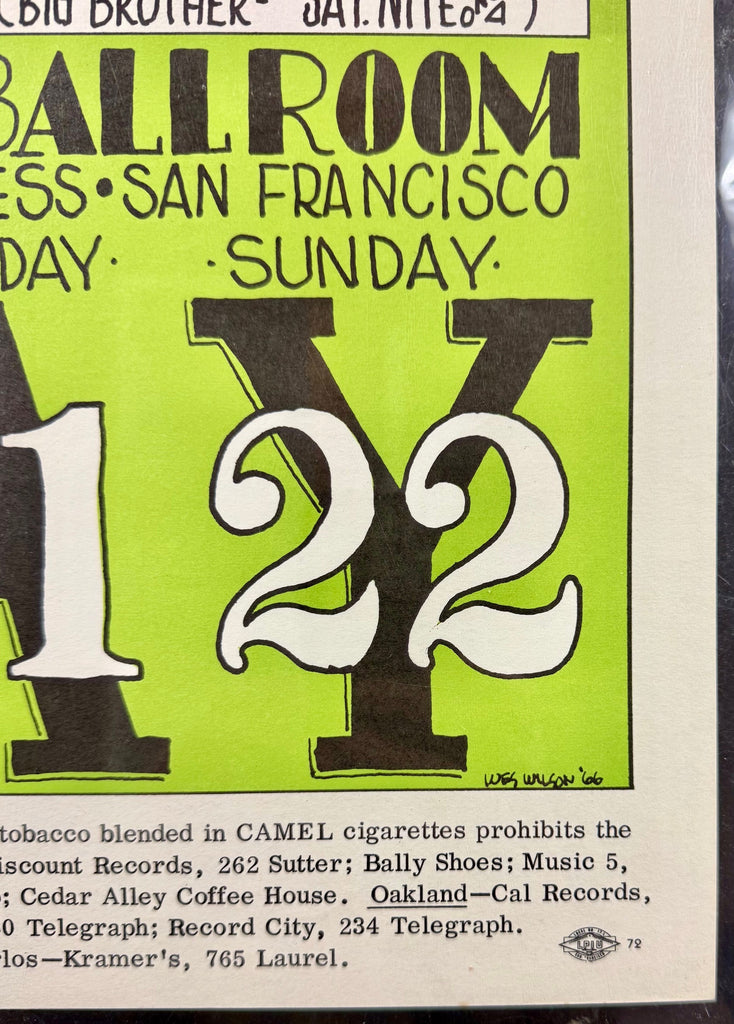 (BIG BROTHER- SAT. NITE ONLY)
BALLROOM
ESS • SAN FRANCISCO
DAY · · SUNDAY ·
AY
1 22
WES WILSON '66
tobacco blended in CAMEL cigarettes prohibits the
iscount Records, 262 Sutter; Bally Shoes; Music 5,
; Cedar Alley Coffee House. Oakland—Cal Records,
0 Telegraph; Record City, 234 Telegraph.
los—Kramer's, 765 Laurel.
LPIU
72